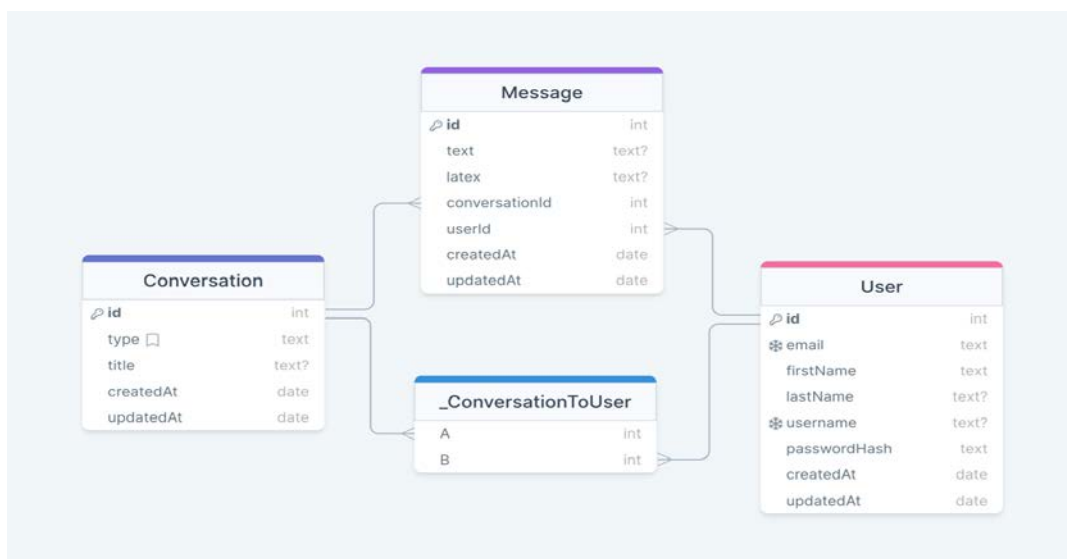 Message
id int
text text?
latex text?
conversationId int
userId int
createdAt date
updatedAt date
Conversation
id int
type text
title text?
createdAt date
updatedAt date
_ConversationToUser
A int
B int
User
id int
email text
firstName text
lastName text?
username text?
passwordHash text
createdAt date
updatedAt date